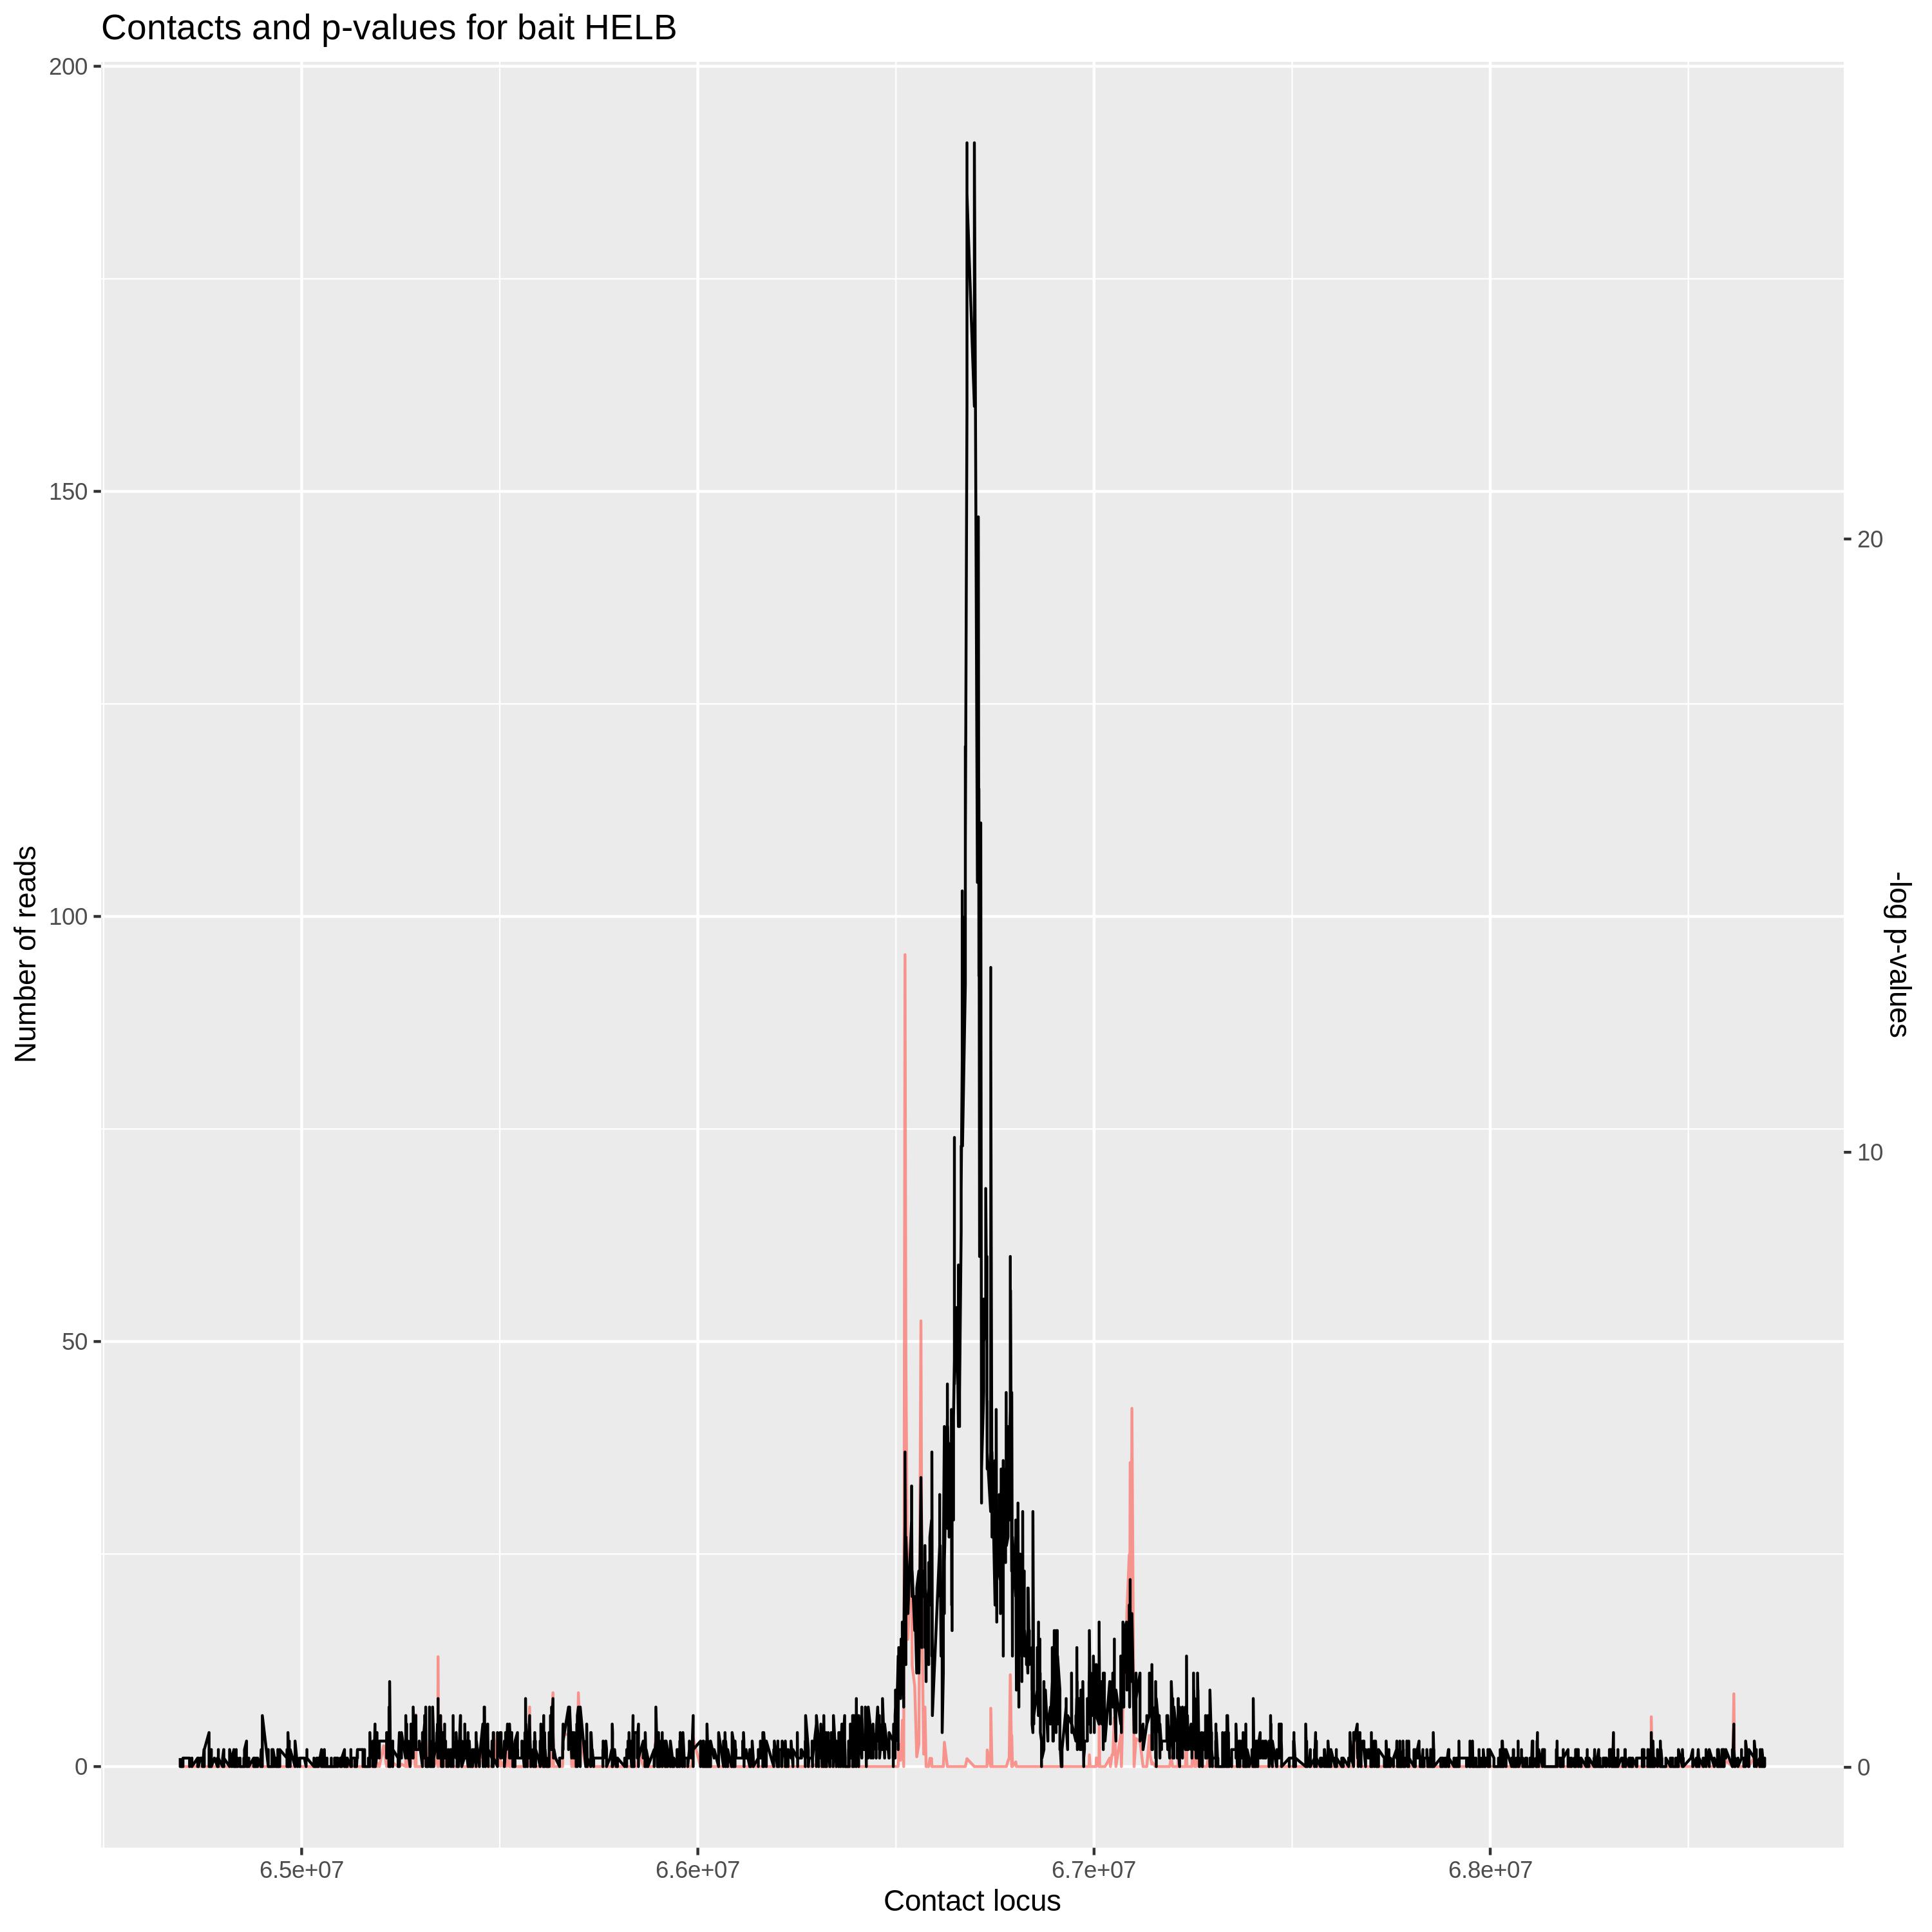 Contacts and p-values for bait HELB
200
150
100
50
0
Number of reads
20
10
0
-log p-values
6.5e+07
6.6e+07
6.7e+07
6.8e+07
Contact locus